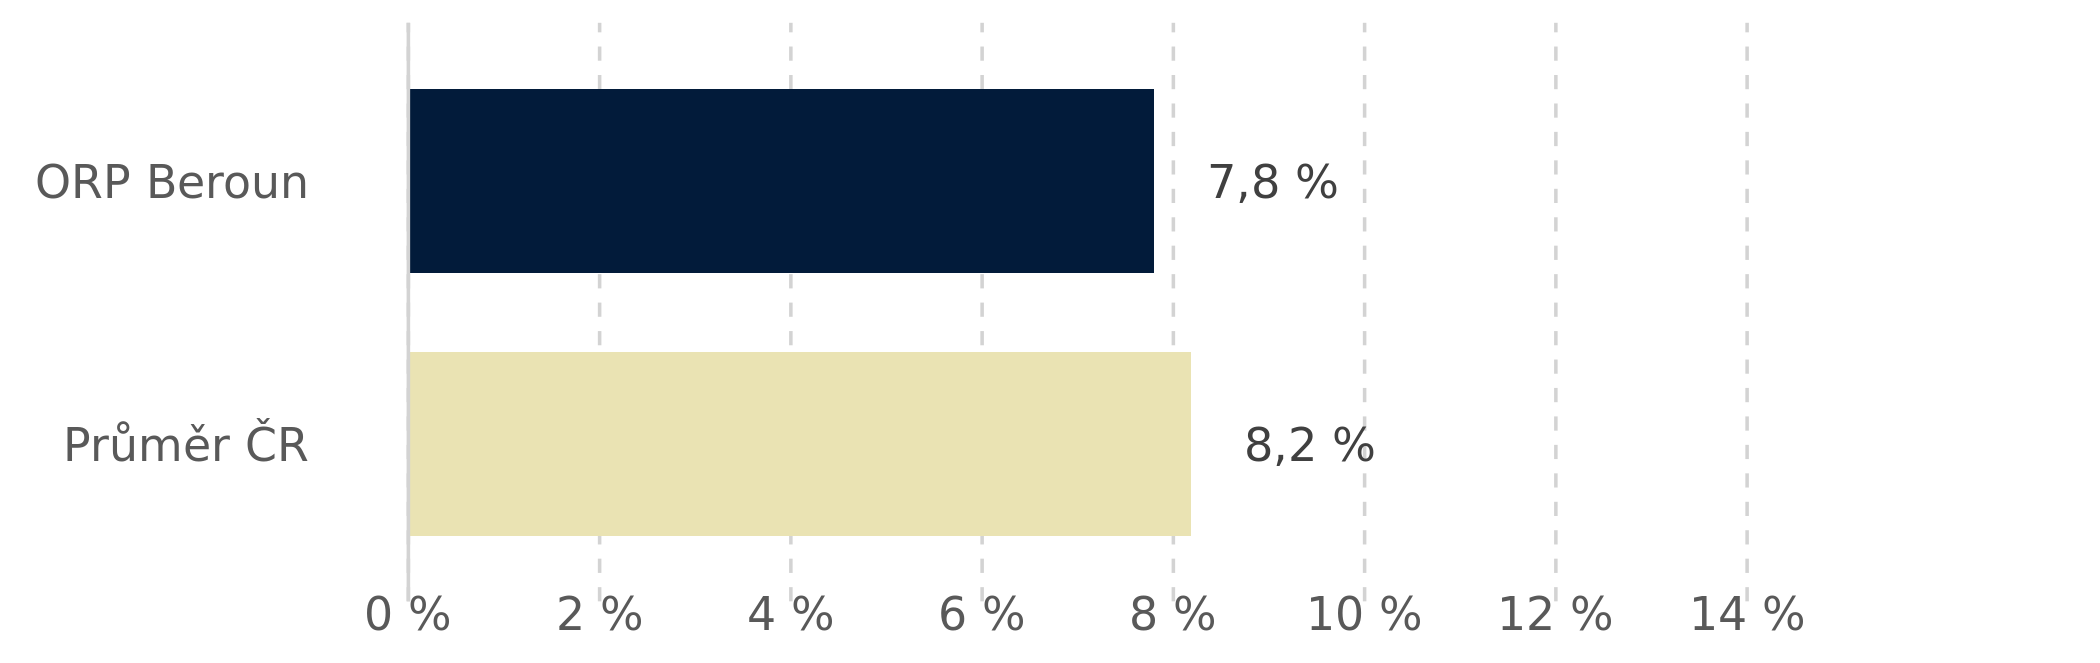 ORP Beroun
7,8 %
Průměr ČR
8,2 %
0 % 2 % 4 % 6 % 8 % 10 % 12 % 14 %